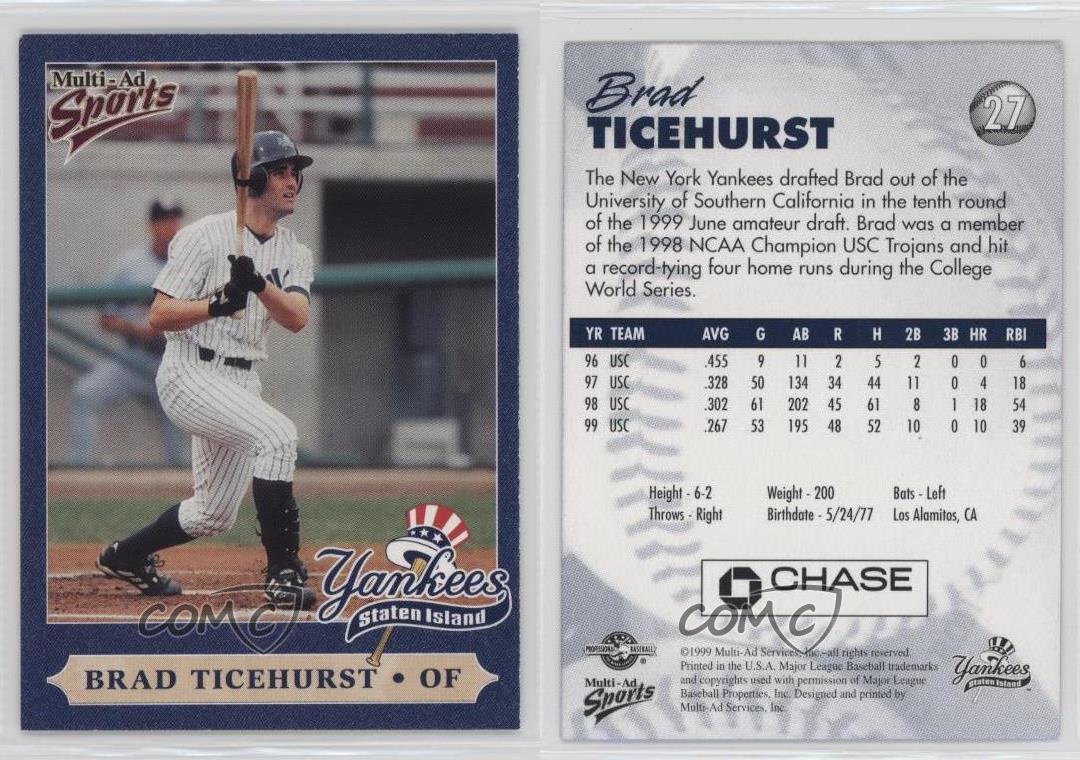 Multi-Ad
Sports
Yankees
Staten Island
COMC
BRAD TICEHURST • OF
Brad
TICEHURST
27
The New York Yankees drafted Brad out of the
University of Southern California in the tenth round
of the 1999 June amateur draft. Brad was a member
of the 1998 NCAA Champion USC Trojans and hit
a record-tying four home runs during the College
World Series.
YR TEAM AVG G AB R H 2B 3B HR RBI
96 USC .455 9 11 2 5 2 0 0 6
97 USC .328 50 134 34 44 11 0 4 18
98 USC .302 61 202 45 61 8 1 18 54
99 USC .267 53 195 48 52 10 0 10 39
Height - 6-2 Weight - 200 Bats - Left
Throws - Right Birthdate - 5/24/77 Los Alamitos, CA
CHASE
COMC
PROFESSIONAL BASEBALL
®
Multi-Ad
Sports
©1999 Multi-Ad Services, Inc.–all rights reserved.
Printed in the U.S.A. Major League Baseball trademarks
and copyrights used with permission of Major League
Baseball Properties, Inc. Designed and printed by
Multi-Ad Services, Inc.
Yankees
Staten Island